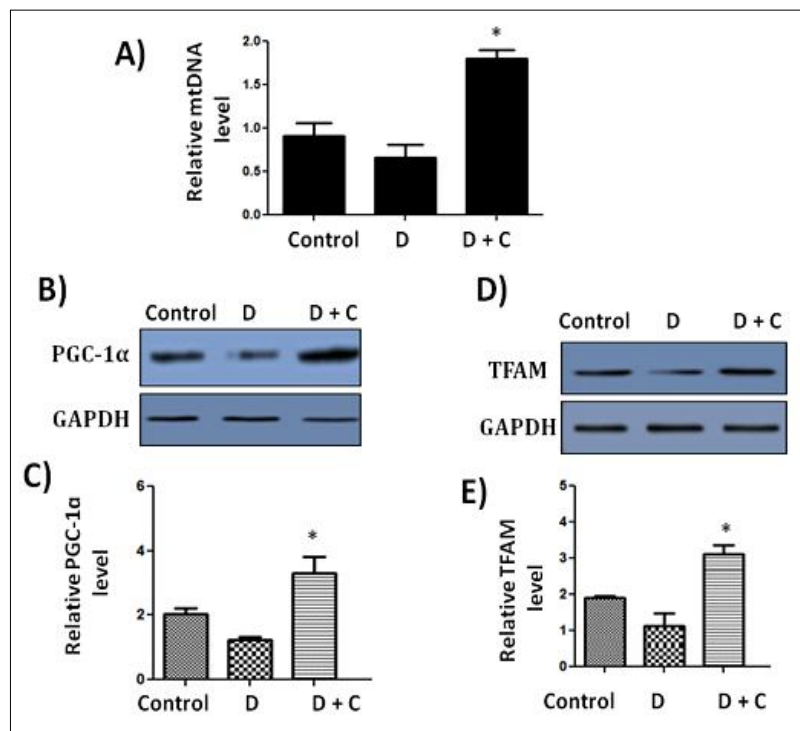 A)
Relative mtDNA
level
2.0
1.5
1.0
0.5
0.0
*
Control D D + C
B)
Control D D + C
PGC-1α
GAPDH
C)
Relative PGC-1α
level
6
4
2
0
*
Control D D + C
D)
Control D D + C
TFAM
GAPDH
E)
Relative TFAM
level
5
4
3
2
1
0
*
Control D D + C